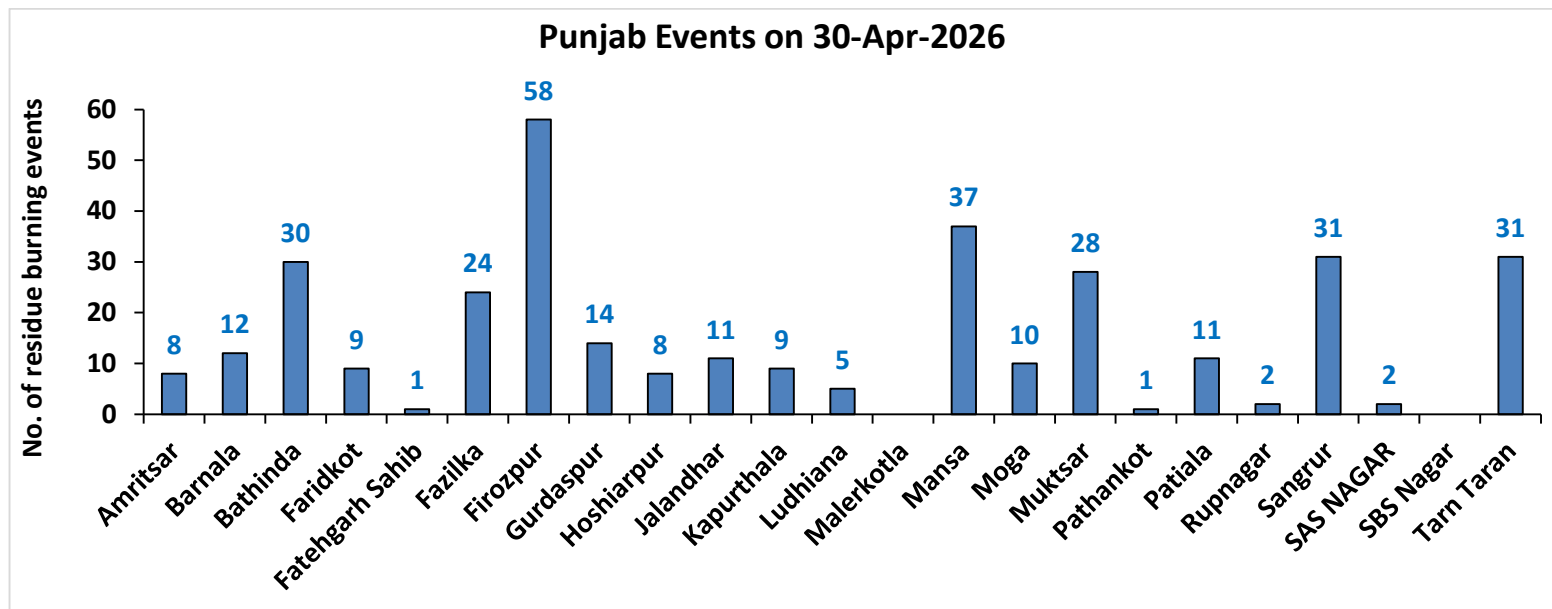 Punjab Events on 30-Apr-2026
No. of residue burning events
60
50
40
30
20
10
0
8
12
30
9
1
24
58
14
8
11
9
5
37
10
28
1
11
2
31
2
31
Amritsar
Barnala
Bathinda
Faridkot
Fatehgarh Sahib
Fazilka
Firozpur
Gurdaspur
Hoshiarpur
Jalandhar
Kapurthala
Ludhiana
Malerkotla
Mansa
Moga
Muktsar
Pathankot
Patiala
Rupnagar
Sangrur
SAS NAGAR
SBS Nagar
Tarn Taran